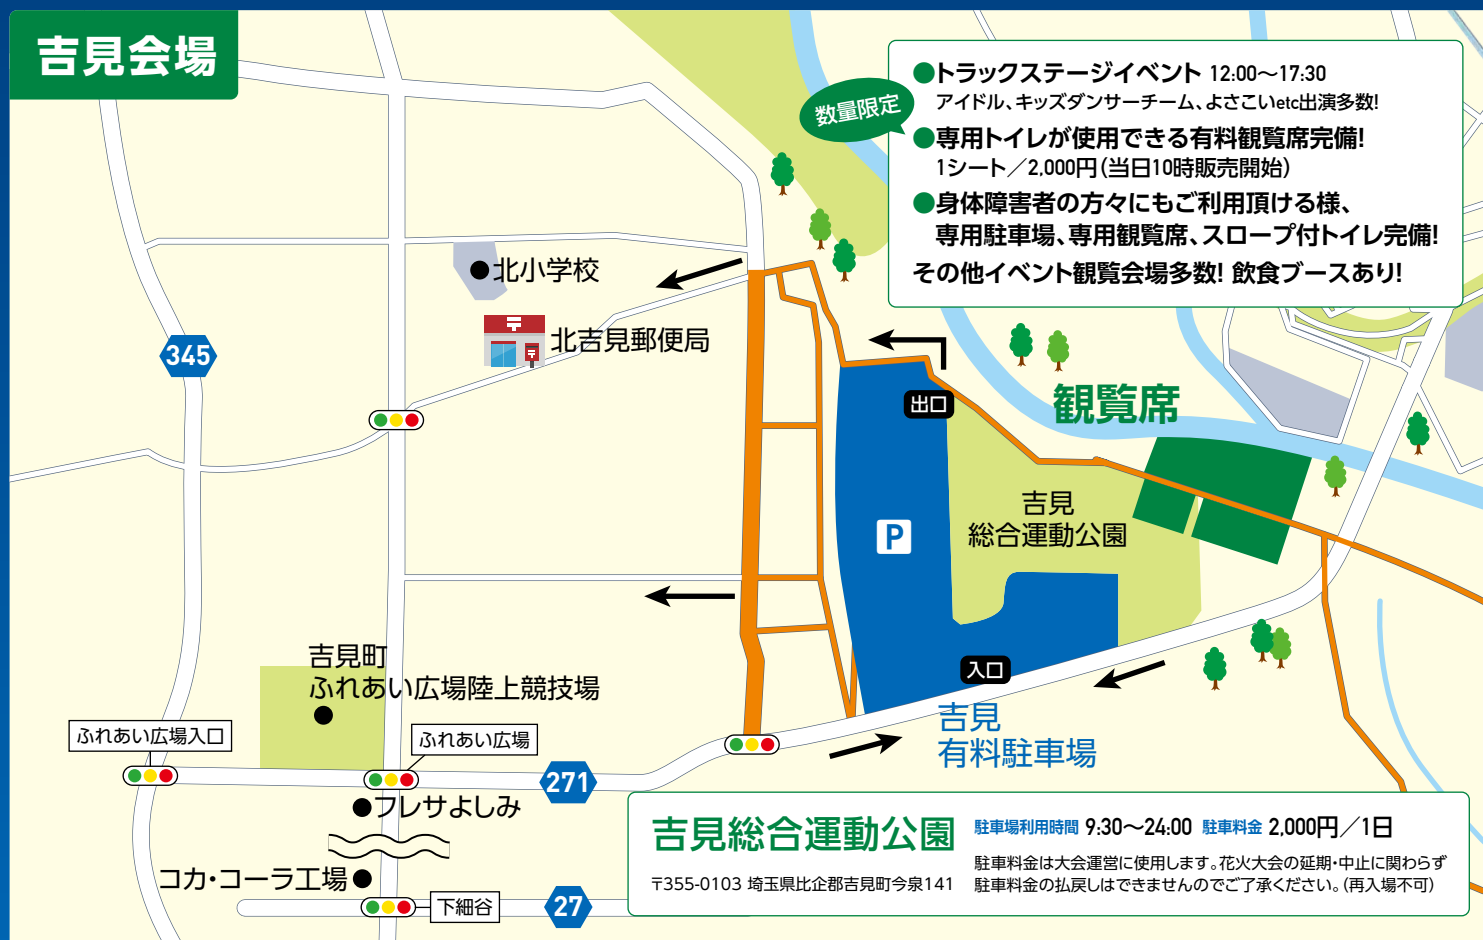 吉見会場
数量限定
●トラックステージイベント 12:00〜17:30
アイドル、キッズダンサーチーム、よさこいetc出演多数!
●専用トイレが使用できる有料観覧席完備!
1シート／2,000円(当日10時販売開始)
●身体障害者の方々にもご利用頂ける様、
専用駐車場、専用観覧席、スロープ付トイレ完備!
その他イベント観覧会場多数! 飲食ブースあり!
北小学校
北吉見郵便局
345
出口
観覧席
吉見
総合運動公園
P
入口
吉見
有料駐車場
吉見町
ふれあい広場陸上競技場
ふれあい広場入口
ふれあい広場
271
フレサよしみ
コカ・コーラ工場
下細谷
27
吉見総合運動公園
〒355-0103 埼玉県比企郡吉見町今泉141
駐車場利用時間 9:30〜24:00 駐車料金 2,000円／1日
駐車料金は大会運営に使用します。花火大会の延期・中止に関わらず
駐車料金の払戻しはできませんのでご了承ください。(再入場不可)